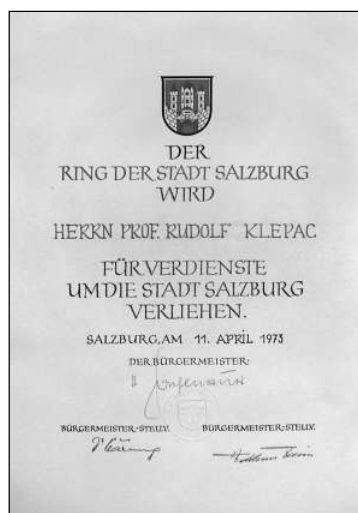 DER
RING DER STADT SALZBURG
WIRD
HERRN PROF. RUDOLF KLEPAC
FÜR VERDIENSTE
UM DIE STADT SALZBURG
VERLIEHEN.
SALZBURG, AM 11. APRIL 1973
DER BÜRGERMEISTER:
BÜRGERMEISTER-STELLV. BÜRGERMEISTER-STELLV.